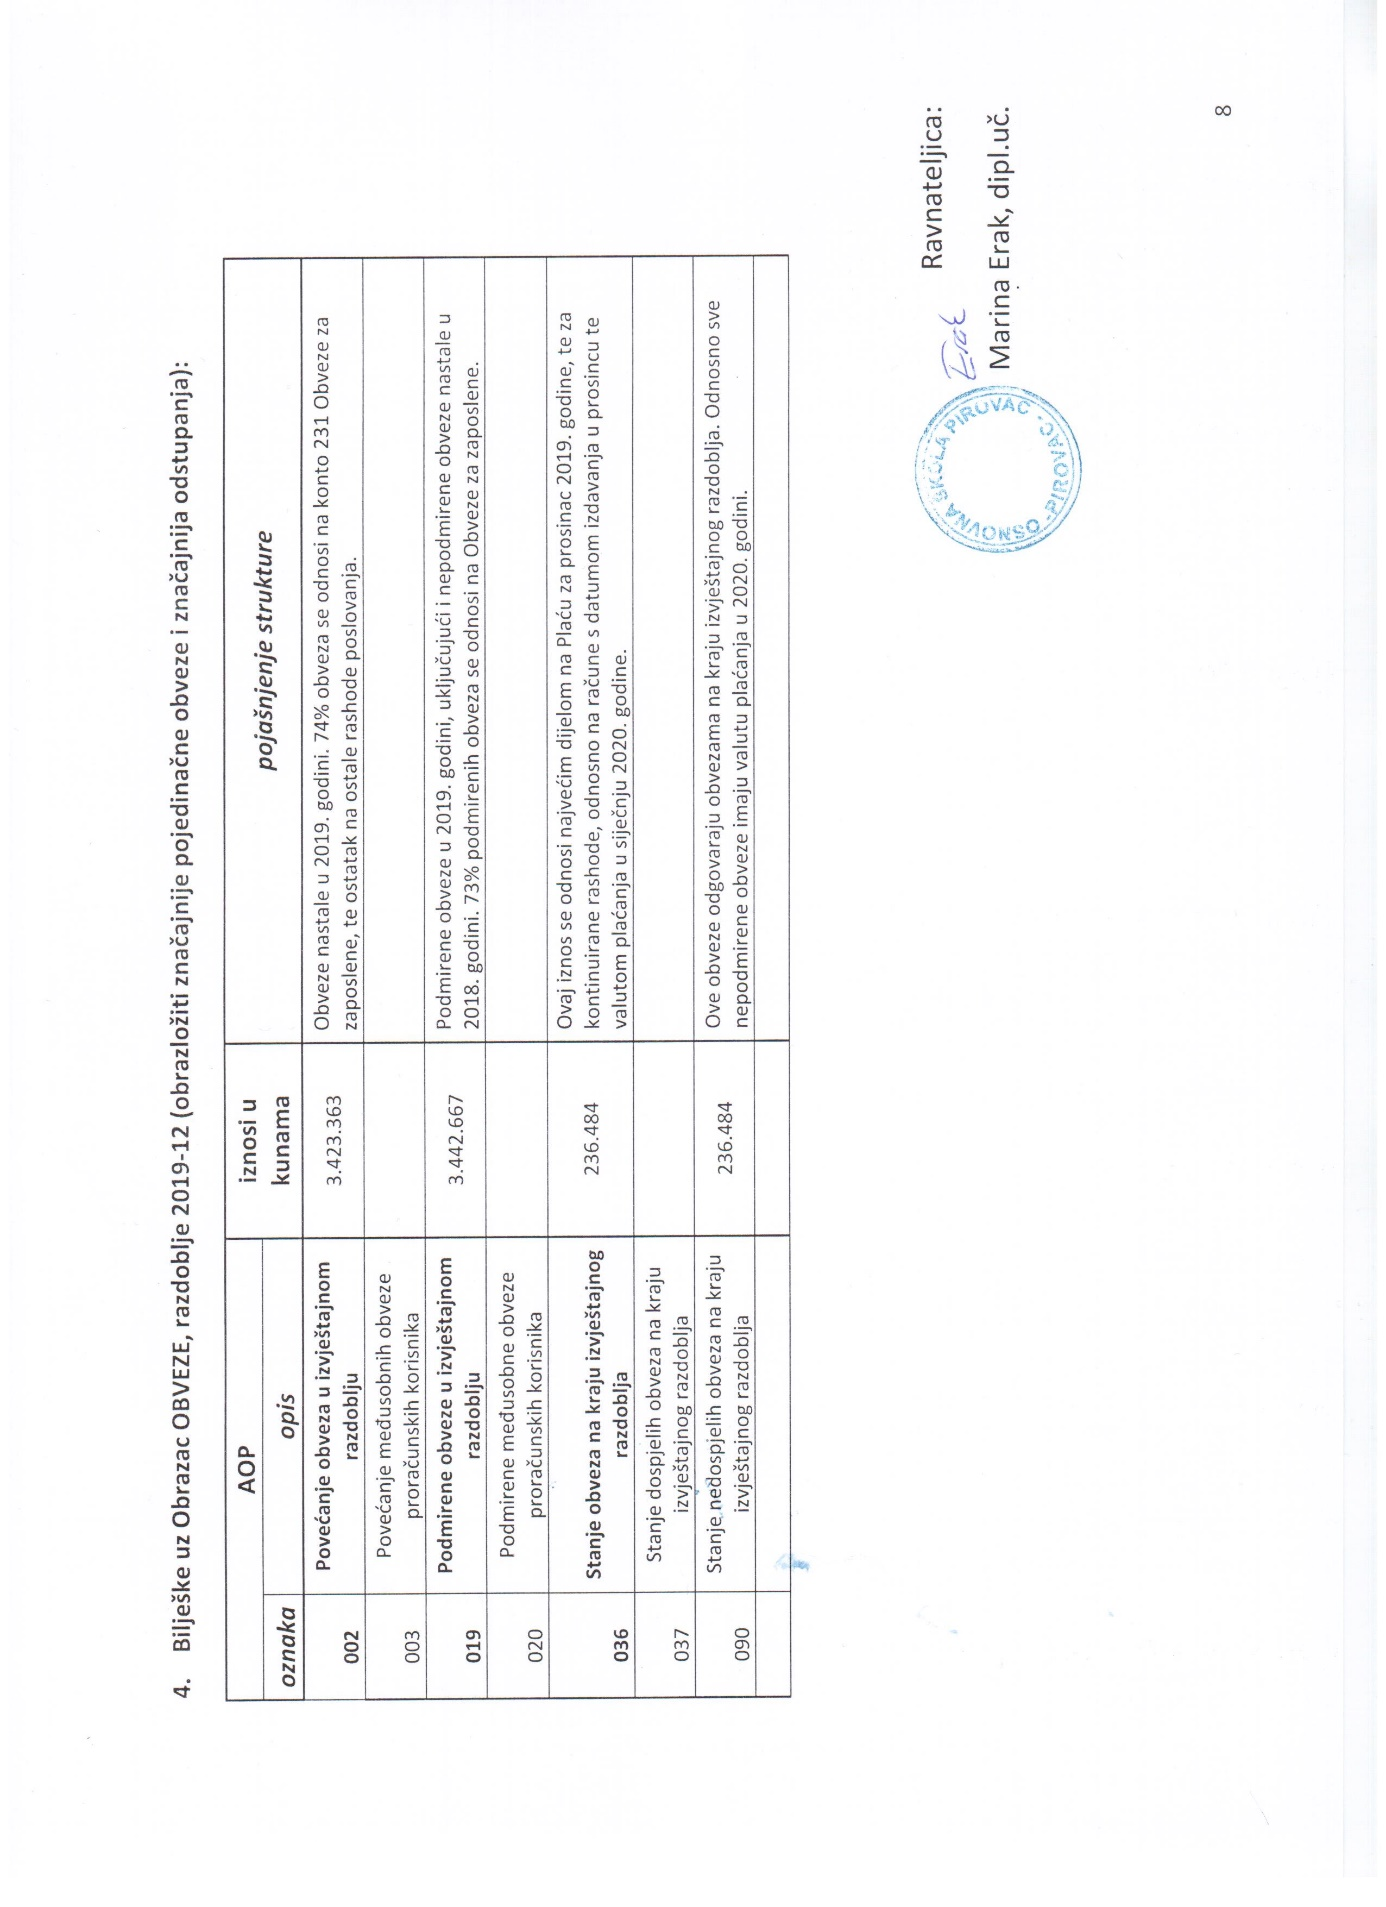 4. Bilješke uz Obrazac OBVEZE, razdoblje 2019-12 (obrazložiti značajnije pojedinačne obveze i značajnija odstupanja):
AOP
iznosi u
kunama
pojašnjenje strukture
oznaka
opis
002
Povećanje obveza u izvještajnom
razdoblju
3.423.363
Obveze nastale u 2019. godini. 74% obveza se odnosi na konto 231 Obveze za
zaposlene, te ostatak na ostale rashode poslovanja.
003
Povećanje međusobnih obveze
proračunskih korisnika
019
Podmirene obveze u izvještajnom
razdoblju
3.442.667
Podmirene obveze u 2019. godini, uključujući i nepodmirene obveze nastale u
2018. godini. 73% podmirenih obveza se odnosi na Obveze za zaposlene.
020
Podmirene međusobne obveze
proračunskih korisnika
036
Stanje obveza na kraju izvještajnog
razdoblja
236.484
Ovaj iznos se odnosi najvećim dijelom na Plaću za prosinac 2019. godine, te za
kontinuirane rashode, odnosno na račune s datumom izdavanja u prosincu te
valutom plaćanja u siječnju 2020. godine.
037
Stanje dospjelih obveza na kraju
izvještajnog razdoblja
090
Stanje nedospjelih obveza na kraju
izvještajnog razdoblja
236.484
Ove obveze odgovaraju obvezama na kraju izvještajnog razdoblja. Odnosno sve
nepodmirene obveze imaju valutu plaćanja u 2020. godini.
Ravnateljica:
Erak
Marina Erak, dipl.uč.
OSNOVNA ŠKOLA PIROVAC
-PIROVAC-
8